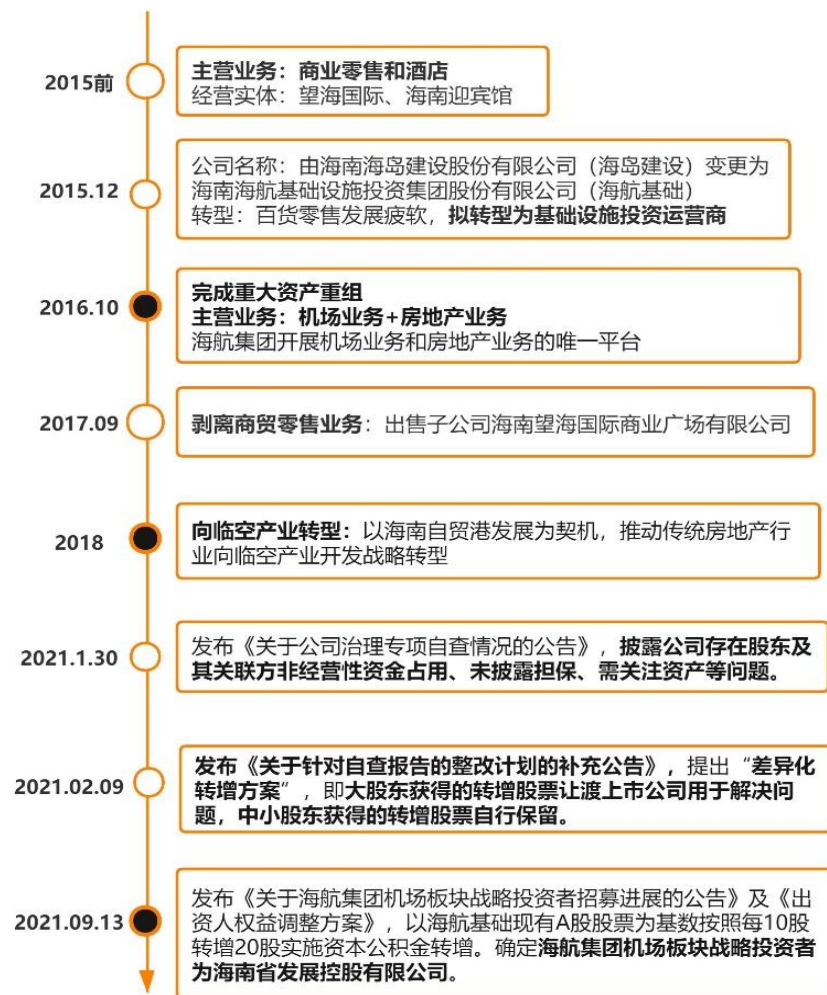 2015前
主营业务：商业零售和酒店
经营实体：望海国际、海南迎宾馆
2015.12
公司名称：由海南海岛建设股份有限公司（海岛建设）变更为
海南海航基础设施投资集团股份有限公司（海航基础）
转型：百货零售发展疲软，拟转型为基础设施投资运营商
2016.10
完成重大资产重组
主营业务：机场业务+房地产业务
海航集团开展机场业务和房地产业务的唯一平台
2017.09
剥离商贸零售业务：出售子公司海南望海国际商业广场有限公司
2018
向临空产业转型：以海南自贸港发展为契机，推动传统房地产行
业向临空产业开发战略转型
2021.1.30
发布《关于公司治理专项自查情况的公告》，披露公司存在股东及
其关联方非经营性资金占用、未披露担保、需关注资产等问题。
2021.02.09
发布《关于针对自查报告的整改计划的补充公告》，提出“差异化
转增方案”，即大股东获得的转增股票让渡上市公司用于解决问
题，中小股东获得的转增股票自行保留。
2021.09.13
发布《关于海航集团机场板块战略投资者招募进展的公告》及《出
资人权益调整方案》，以海航基础现有A股股票为基数按照每10股
转增20股实施资本公积金转增。确定海航集团机场板块战略投资者
为海南省发展控股有限公司。